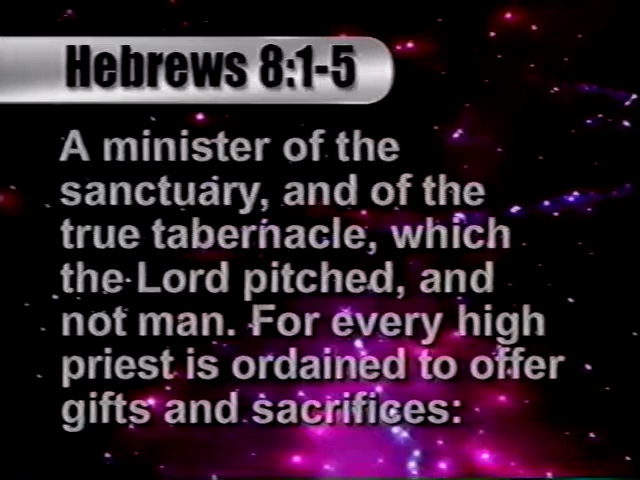 Hebrews 8:1-5
A minister of the
sanctuary, and of the
true tabernacle, which
the Lord pitched, and
not man. For every high
priest is ordained to offer
gifts and sacrifices: